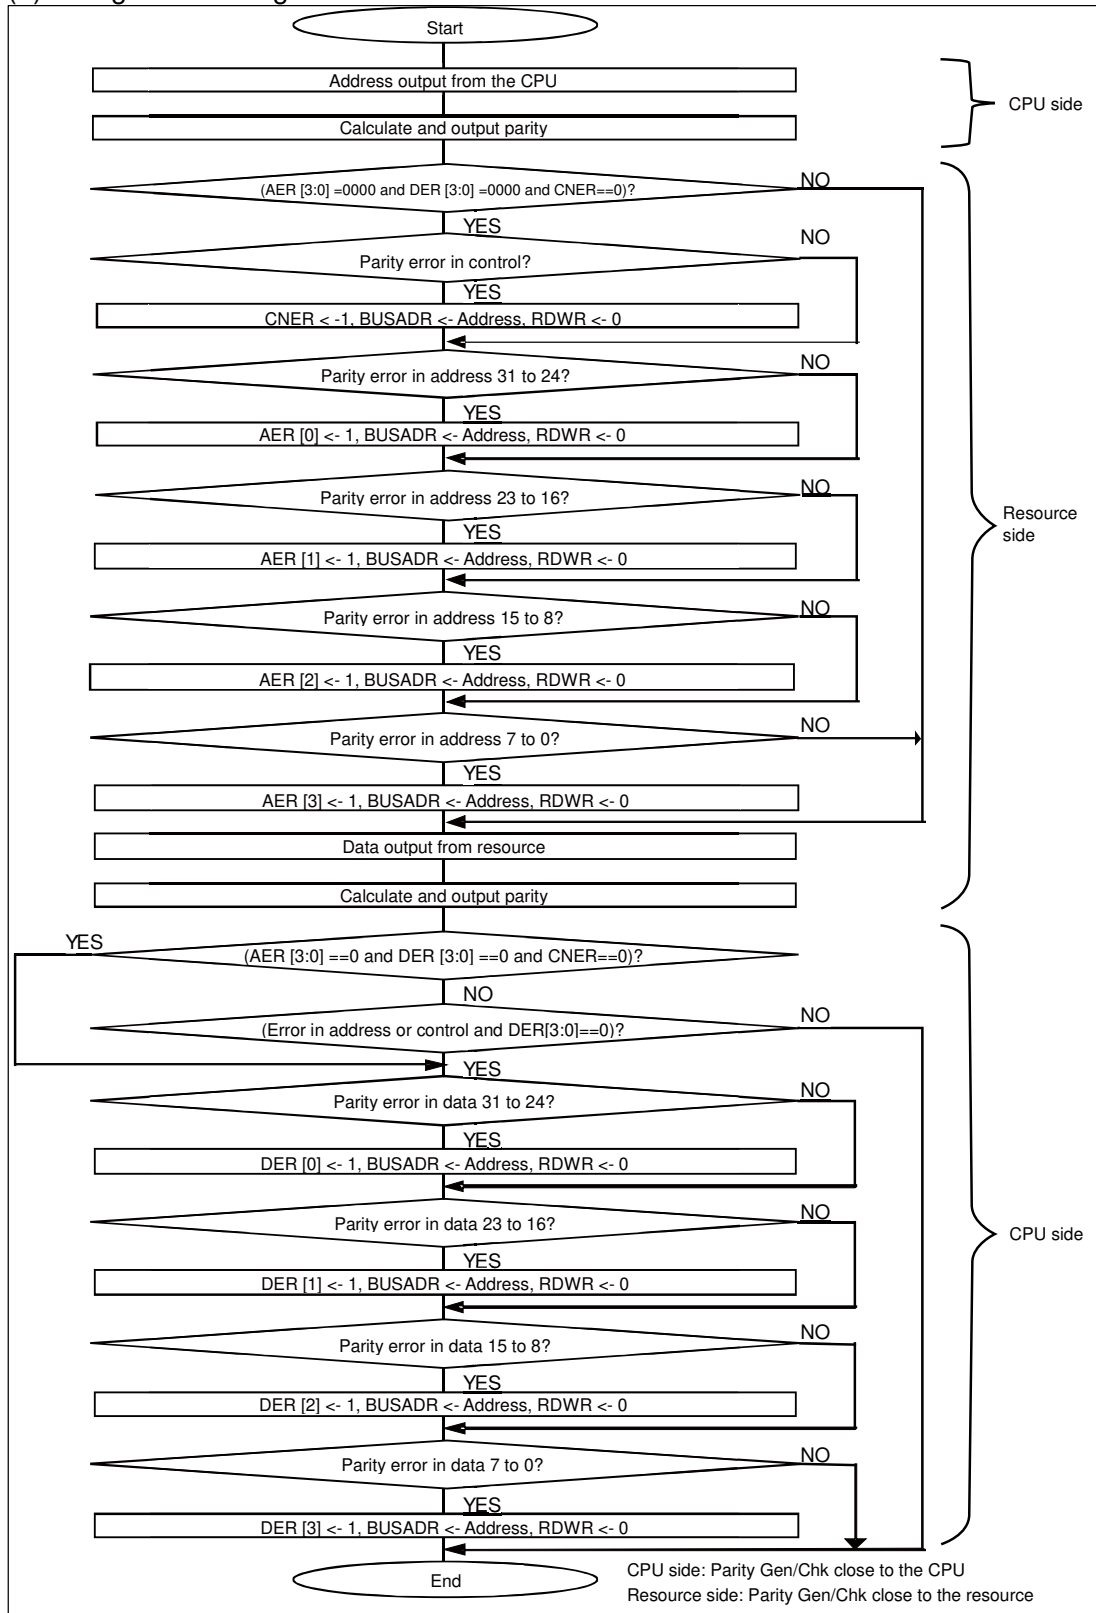 Start
Address output from the CPU
CPU side
Calculate and output parity
(AER [3:0] =0000 and DER [3:0] =0000 and CNER==0)?
NO
YES
NO
Parity error in control?
YES
CNER < -1, BUSADR <- Address, RDWR <- 0
NO
Parity error in address 31 to 24?
YES
AER [0] <- 1, BUSADR <- Address, RDWR <- 0
NO
Parity error in address 23 to 16?
Resource
side
YES
AER [1] <- 1, BUSADR <- Address, RDWR <- 0
NO
Parity error in address 15 to 8?
YES
AER [2] <- 1, BUSADR <- Address, RDWR <- 0
NO
Parity error in address 7 to 0?
YES
AER [3] <- 1, BUSADR <- Address, RDWR <- 0
Data output from resource
Calculate and output parity
YES
(AER [3:0] ==0 and DER [3:0] ==0 and CNER==0)?
NO
NO
(Error in address or control and DER[3:0]==0)?
YES
NO
Parity error in data 31 to 24?
YES
DER [0] <- 1, BUSADR <- Address, RDWR <- 0
NO
Parity error in data 23 to 16?
CPU side
YES
DER [1] <- 1, BUSADR <- Address, RDWR <- 0
NO
Parity error in data 15 to 8?
YES
DER [2] <- 1, BUSADR <- Address, RDWR <- 0
NO
Parity error in data 7 to 0?
YES
DER [3] <- 1, BUSADR <- Address, RDWR <- 0
End
CPU side: Parity Gen/Chk close to the CPU
Resource side: Parity Gen/Chk close to the resource